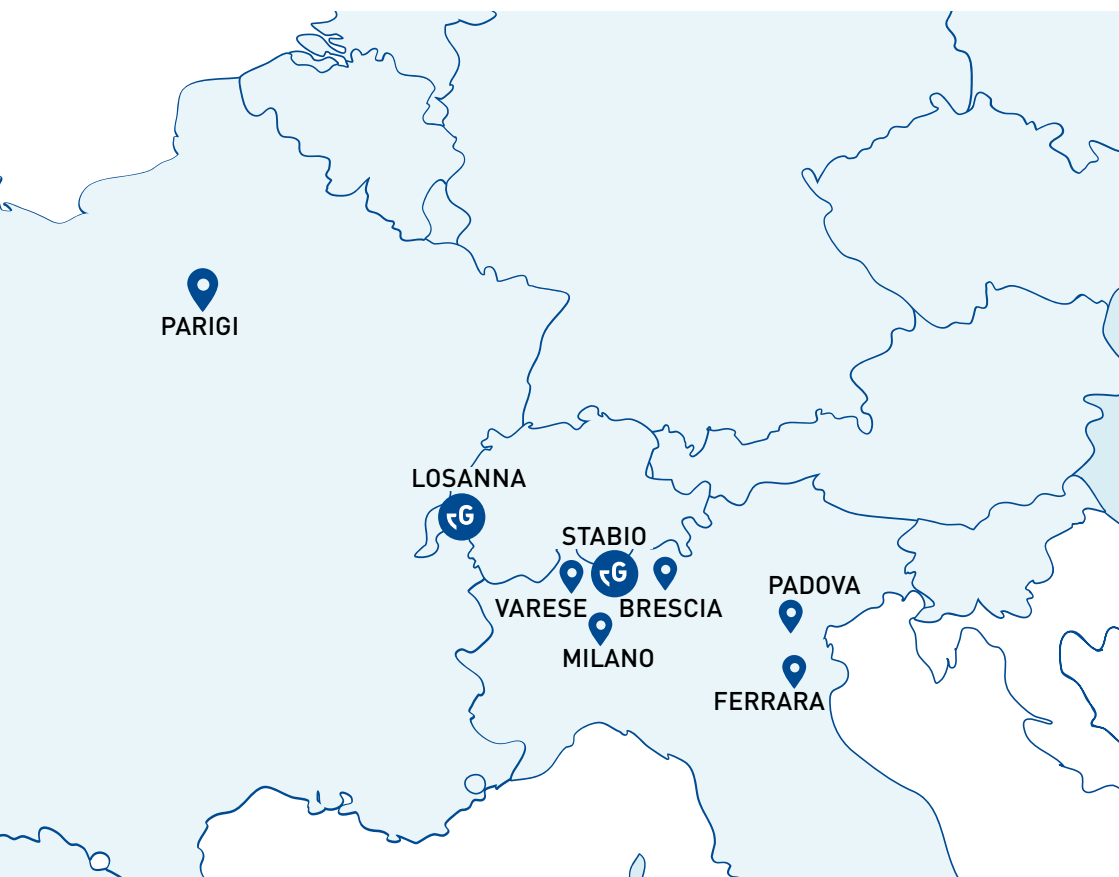 PARIGI
LOSANNA
G
STABIO
G
VARESE
BRESCIA
PADOVA
MILANO
FERRARA